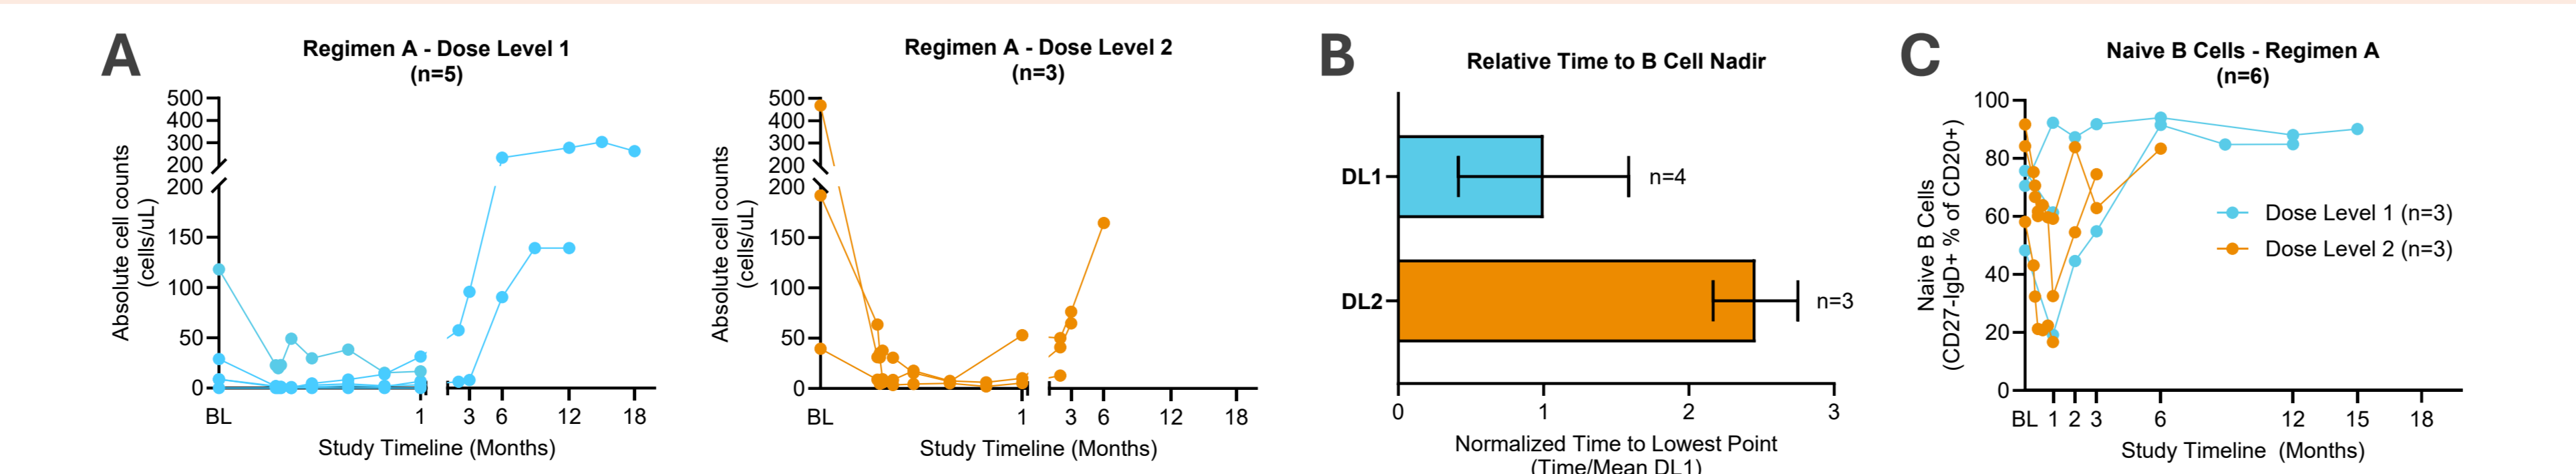 A
Regimen A - Dose Level 1
(n=5)
Absolute cell counts
(cells/uL)
500
400
300
200
200
150
100
50
0
BL 1 3 6 12 18
Study Timeline (Months)
Regimen A - Dose Level 2
(n=3)
Absolute cell counts
(cells/uL)
500
400
300
200
200
150
100
50
0
BL 1 3 6 12 18
Study Timeline (Months)
B
Relative Time to B Cell Nadir
DL1
n=4
DL2
n=3
0 1 2 3
Normalized Time to Lowest Point
(Time/Mean DL1)
C
Naive B Cells - Regimen A
(n=6)
Naive B Cells
(CD27-IgD+ % of CD20+)
100
80
60
40
20
0
Dose Level 1 (n=3)
Dose Level 2 (n=3)
BL 1 2 3 6 12 15 18
Study Timeline (Months)